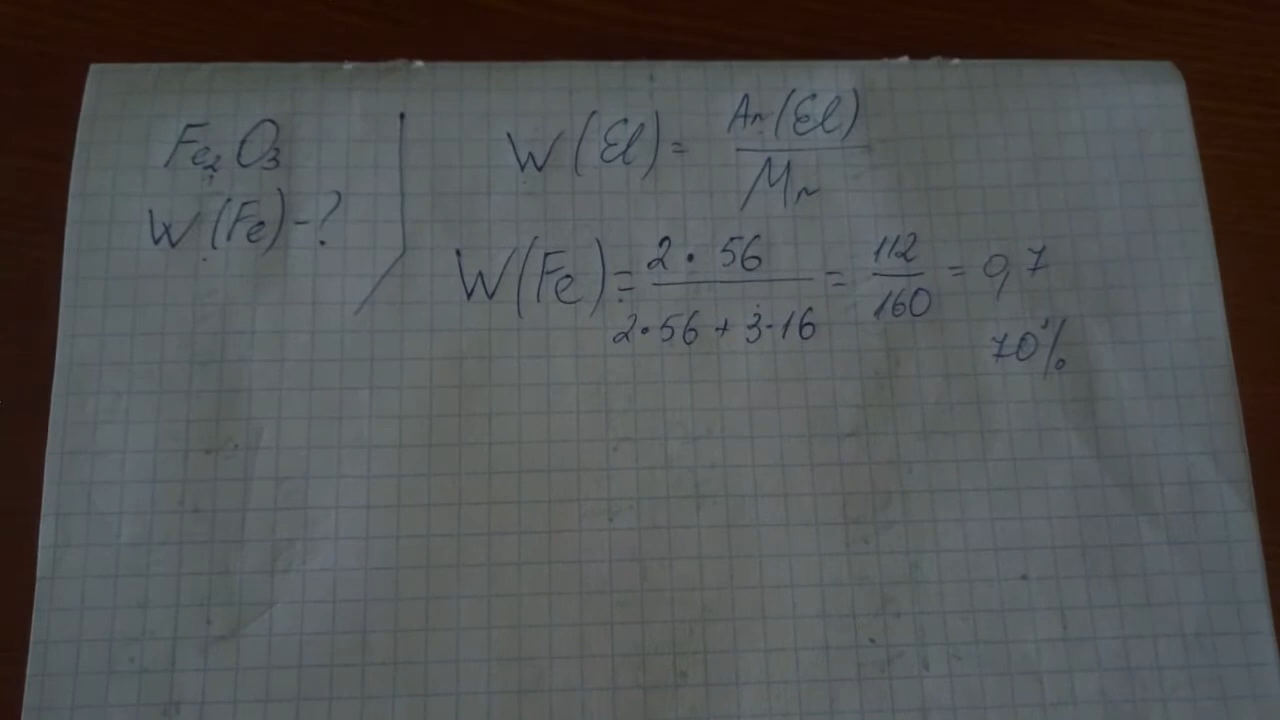 Fe₂O₃
W(Fe)-?
W(El) = Ar(El) / Mr
W(Fe) = 2·56 / 2·56+3·16 = 112/160 = 0,7
70%